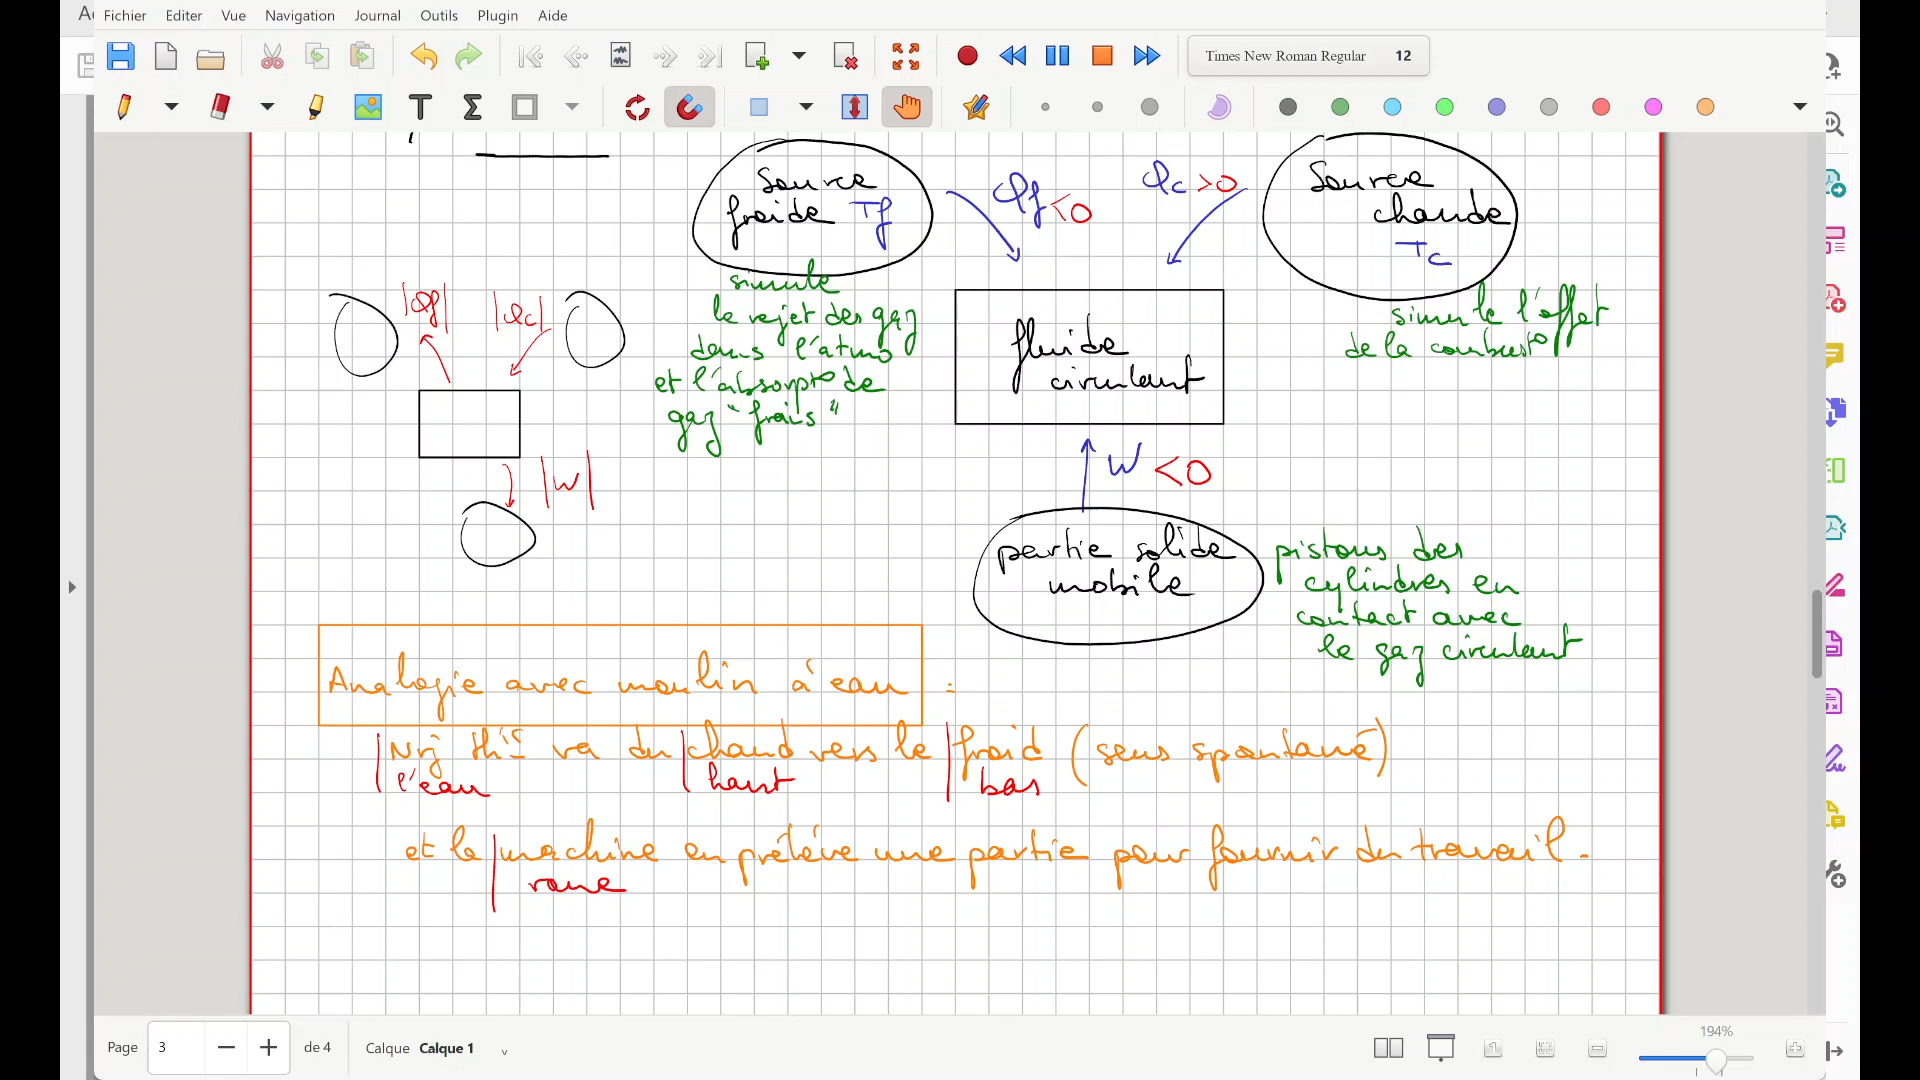 Fichier Editer Vue Navigation Journal Outils Plugin Aide
Times New Roman Regular 12
Source froide Tf
Qf <0
Qc >0
Source chaude Tc
simule
le rejet des gaz
dans l'atmo
et l'absorpt° de
gaz "frais"
simule l'effet
de la combust°
|Qf|
|Qc|
|W|
fluide
circulant
W <0
partie solide
mobile
pistons des
cylindres en
contact avec
le gaz circulant
Analogie avec moulin à eau :
Nrj thic va du chaud vers le froid (sens spontané)
l'eau haut bas
et la machine en prélève une partie pour fournir du travail.
roue
Page 3 de 4 Calque Calque 1
194%